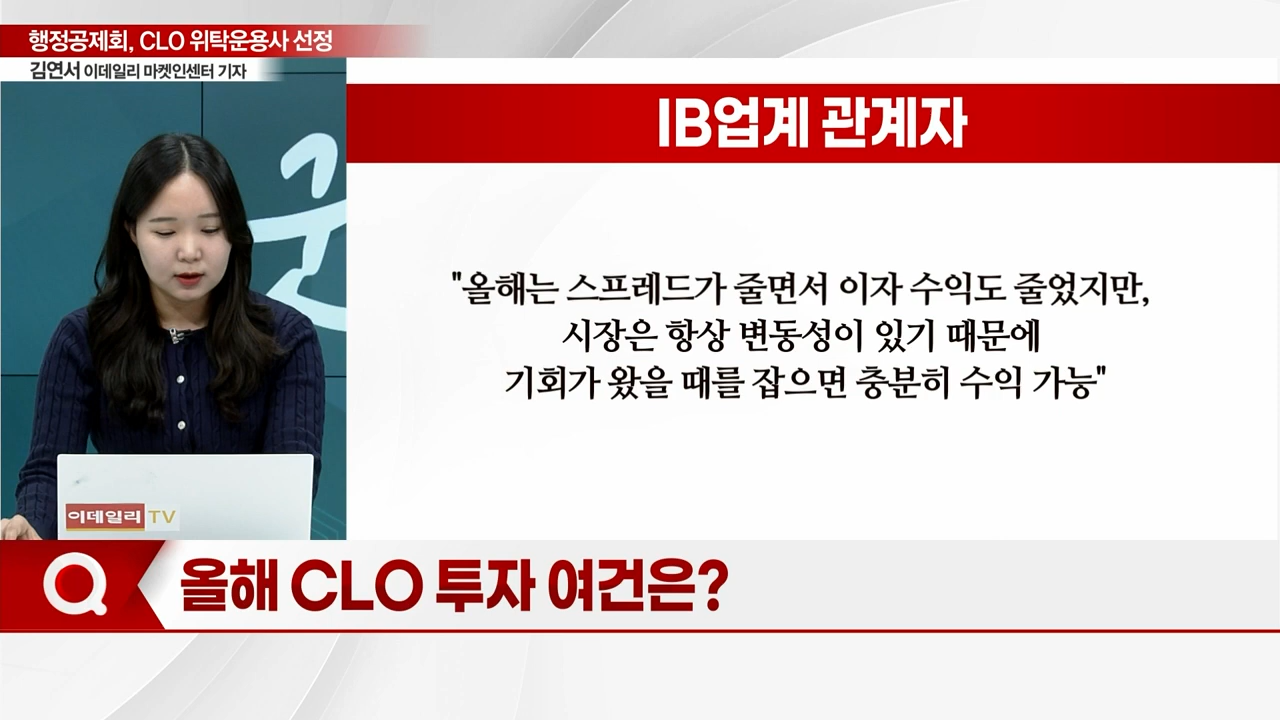 행정공제회, CLO 위탁운용사 선정
김연서 이데일리 마켓인센터 기자
IB업계 관계자
"올해는 스프레드가 줄면서 이자 수익도 줄었지만,
시장은 항상 변동성이 있기 때문에
기회가 왔을 때를 잡으면 충분히 수익 가능"
이데일리 TV
Q 올해 CLO 투자 여건은?